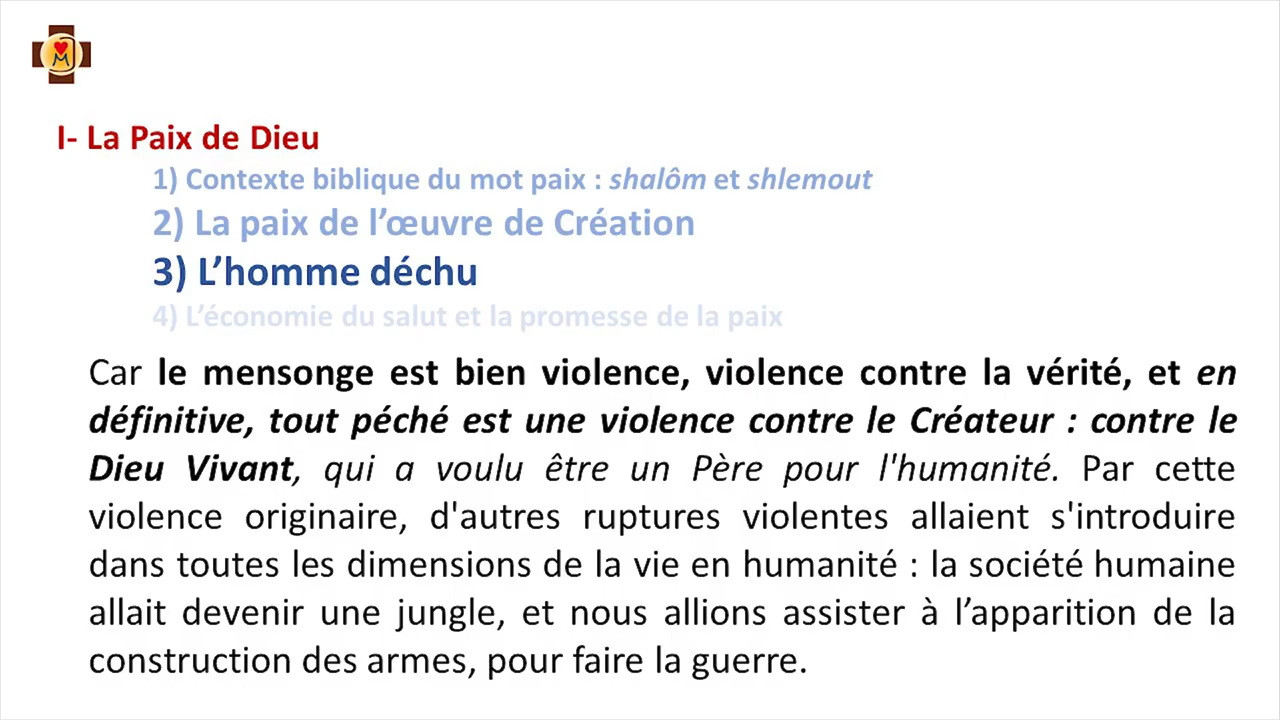 M
I- La Paix de Dieu
1) Contexte biblique du mot paix : shalôm et shlemout
2) La paix de l’œuvre de Création
3) L’homme déchu
4) L’économie du salut et la promesse de la paix
Car le mensonge est bien violence, violence contre la vérité, et en
définitive, tout péché est une violence contre le Créateur : contre le
Dieu Vivant, qui a voulu être un Père pour l'humanité. Par cette
violence originaire, d'autres ruptures violentes allaient s'introduire
dans toutes les dimensions de la vie en humanité : la société humaine
allait devenir une jungle, et nous allions assister à l’apparition de la
construction des armes, pour faire la guerre.